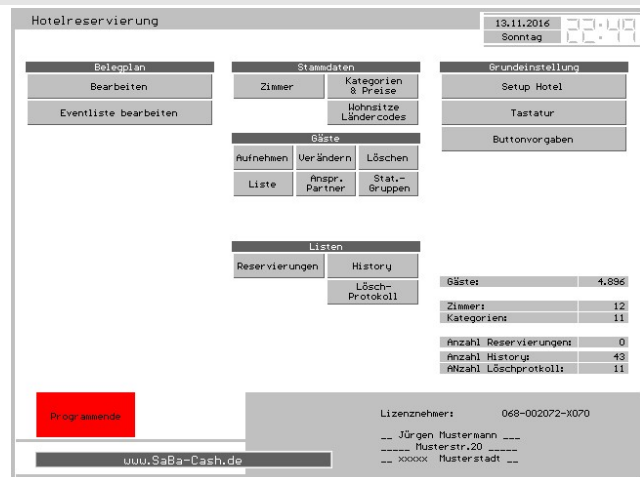 Hotelreservierung
13.11.2016
Sonntag
22:49
Belegplan
Bearbeiten
Eventliste bearbeiten
Stammdaten
Zimmer
Kategorien
& Preise
Wohnsitze
Ländercodes
Gäste
Aufnehmen
Verändern
Löschen
Liste
Anspr.
Partner
Stat.-
Gruppen
Listen
Reservierungen
History
Lösch-
Protokoll
Grundeinstellung
Setup Hotel
Tastatur
Buttonvorgaben
Gäste: 4.896
Zimmer: 12
Kategorien: 11
Anzahl Reservierungen: 0
Anzahl History: 43
ANzahl Löschprotkoll: 11
Programmende
www.SaBa-Cash.de
Lizenznehmer: 068-002072-X070
__ Jürgen Mustermann ___
_____ Musterstr.20 _____
__ xxxxx Musterstadt __